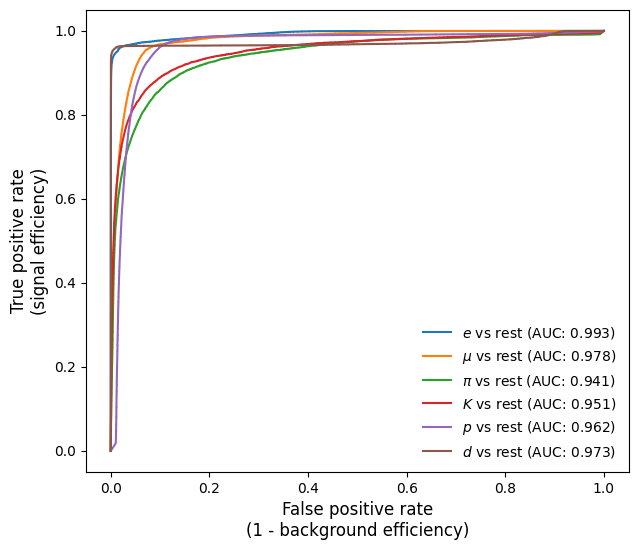 1.0
0.8
0.6
0.4
0.2
0.0
True positive rate
(signal efficiency)
e vs rest (AUC: 0.993)
μ vs rest (AUC: 0.978)
π vs rest (AUC: 0.941)
K vs rest (AUC: 0.951)
p vs rest (AUC: 0.962)
d vs rest (AUC: 0.973)
0.0 0.2 0.4 0.6 0.8 1.0
False positive rate
(1 - background efficiency)